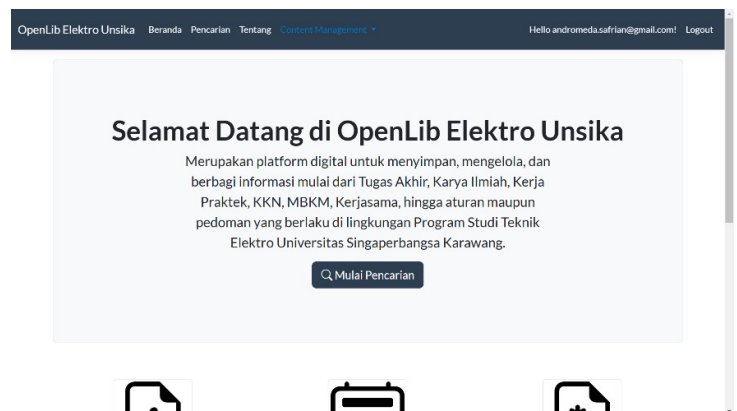 OpenLib Elektro Unsika Beranda Pencarian Tentang Content Management Hello andromeda.safrian@gmail.com! Logout
Selamat Datang di OpenLib Elektro Unsika
Merupakan platform digital untuk menyimpan, mengelola, dan
berbagi informasi mulai dari Tugas Akhir, Karya Ilmiah, Kerja
Praktek, KKN, MBKM, Kerjasama, hingga aturan maupun
pedoman yang berlaku di lingkungan Program Studi Teknik
Elektro Universitas Singaperbangsa Karawang.
Mulai Pencarian